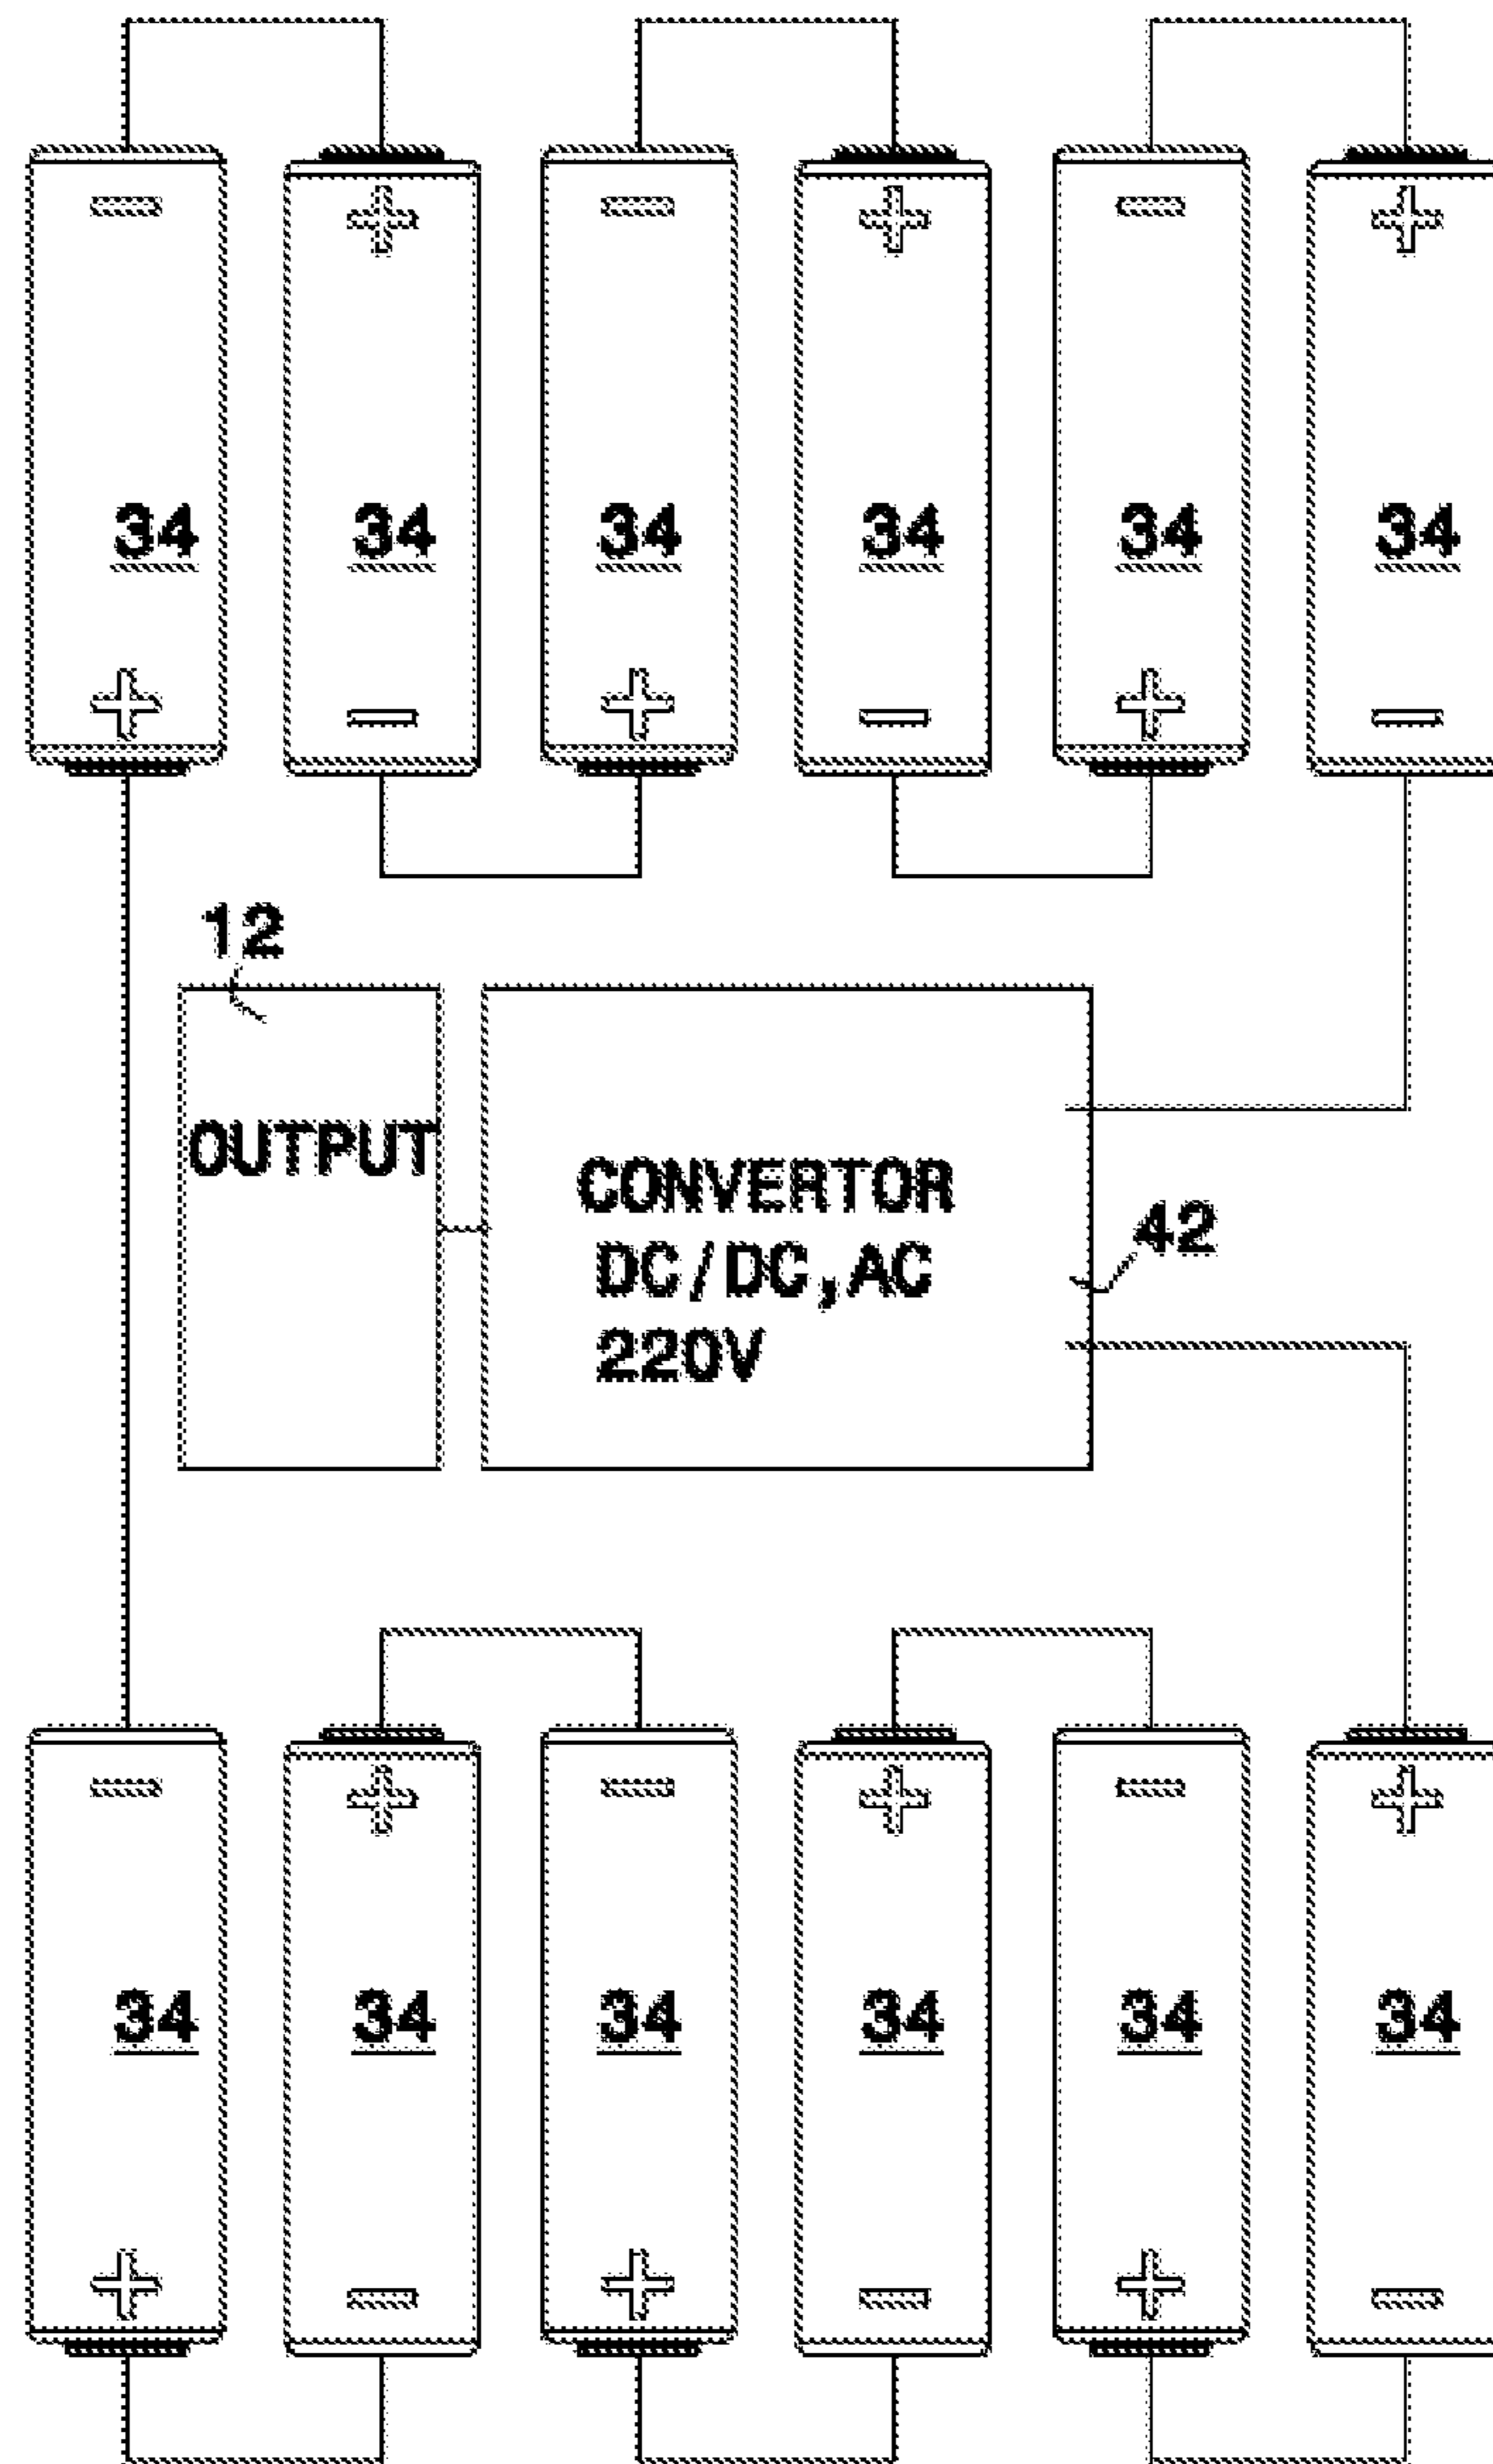 − + − + − +
34 34 34 34 34 34
+ − + − + −
12
OUTPUT
CONVERTOR
DC/DC,AC
220V
42
− + − + − +
34 34 34 34 34 34
+ − + − + −